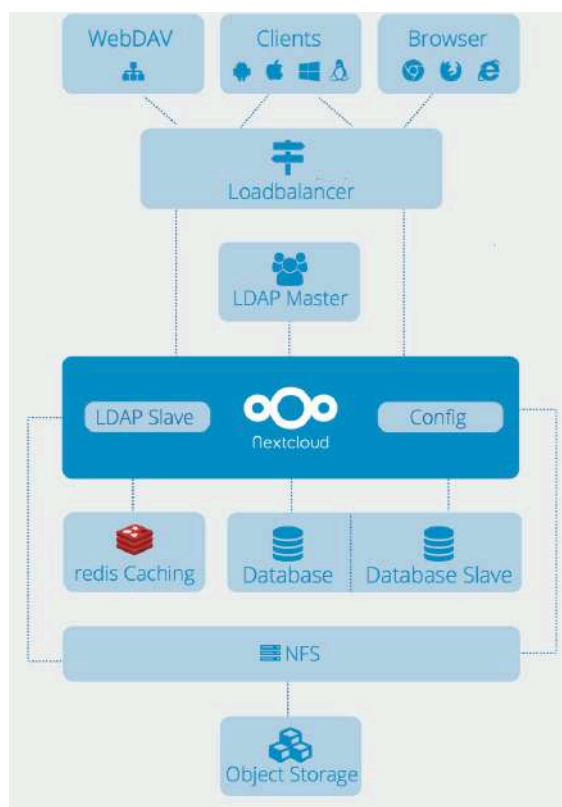 WebDAV
Clients
Browser
Loadbalancer
LDAP Master
LDAP Slave
nextcloud
Config
redis Caching
Database
Database Slave
NFS
Object Storage